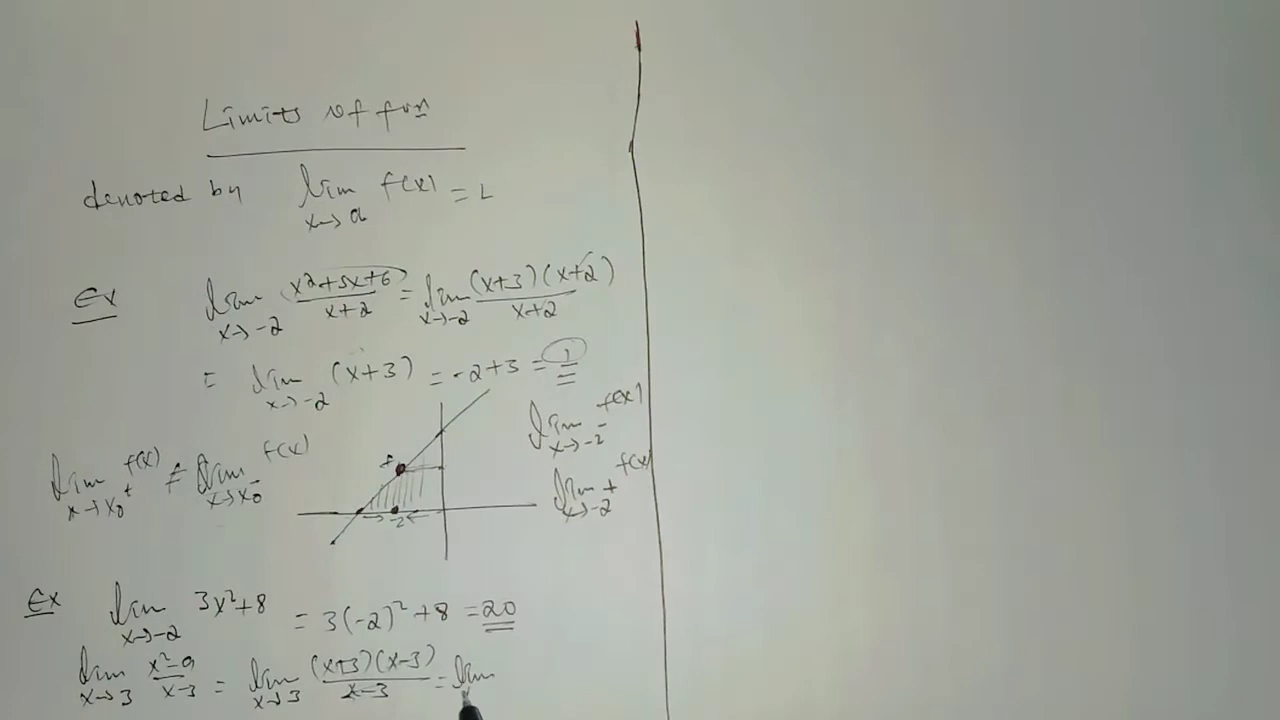 Limits of fun
denoted by lim x→a f(x) = L
Ex lim x→-2 (x²+5x+6)/(x+2) = lim x→-2 (x+3)(x+2)/(x+2)
= lim x→-2 (x+3) = -2+3 = 1
lim x→-2⁻ f(x)
lim x→x₀⁺ f(x) ≠ lim x→x₀⁻ f(x)
lim x→-2⁺ f(x)
-2
Ex lim x→-2 3x²+8 = 3(-2)²+8 = 20
lim x→3 (x²-9)/(x-3) = lim x→3 (x+3)(x-3)/(x-3) = lim